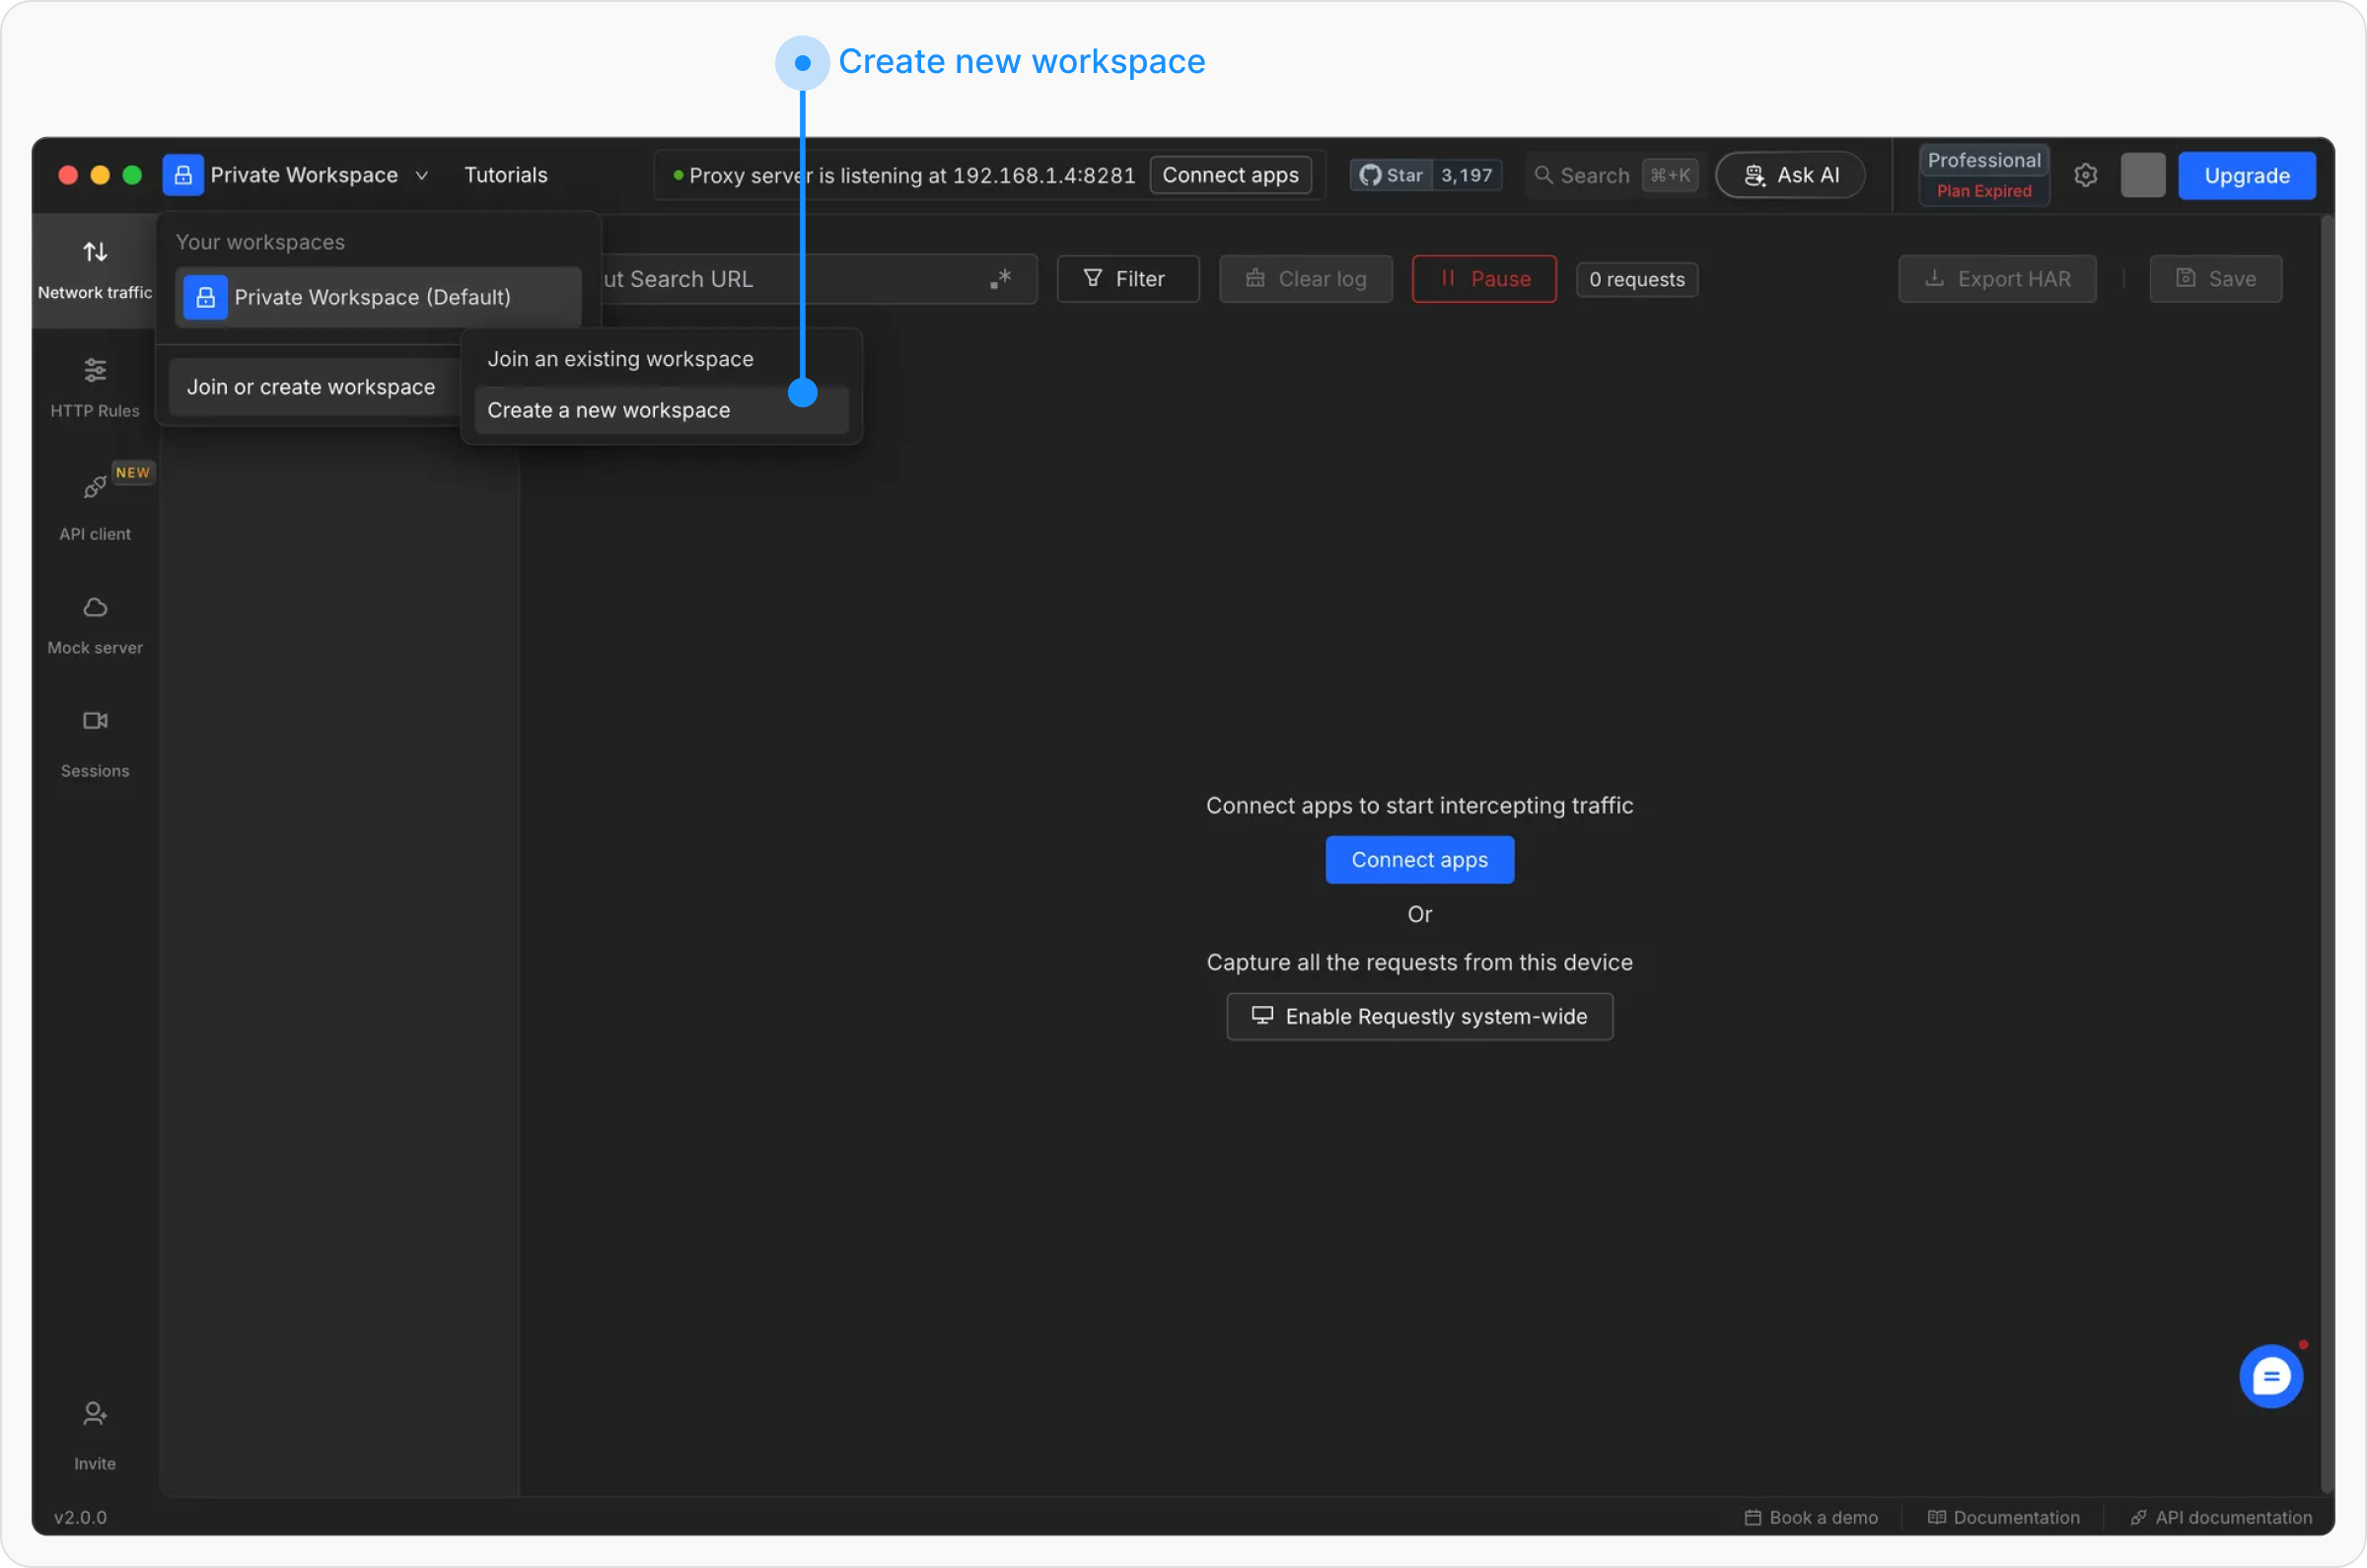 Create new workspace
Private Workspace
Tutorials
Proxy server is listening at 192.168.1.4:8281
Connect apps
Star
3,197
Search
⌘+K
Ask AI
Professional
Plan Expired
Upgrade
Your workspaces
Private Workspace (Default)
Join or create workspace
Join an existing workspace
Create a new workspace
ut Search URL
.*
Filter
Clear log
Pause
0 requests
Export HAR
Save
Network traffic
HTTP Rules
NEW
API client
Mock server
Sessions
Connect apps to start intercepting traffic
Connect apps
Or
Capture all the requests from this device
Enable Requestly system-wide
Invite
v2.0.0
Book a demo
Documentation
API documentation